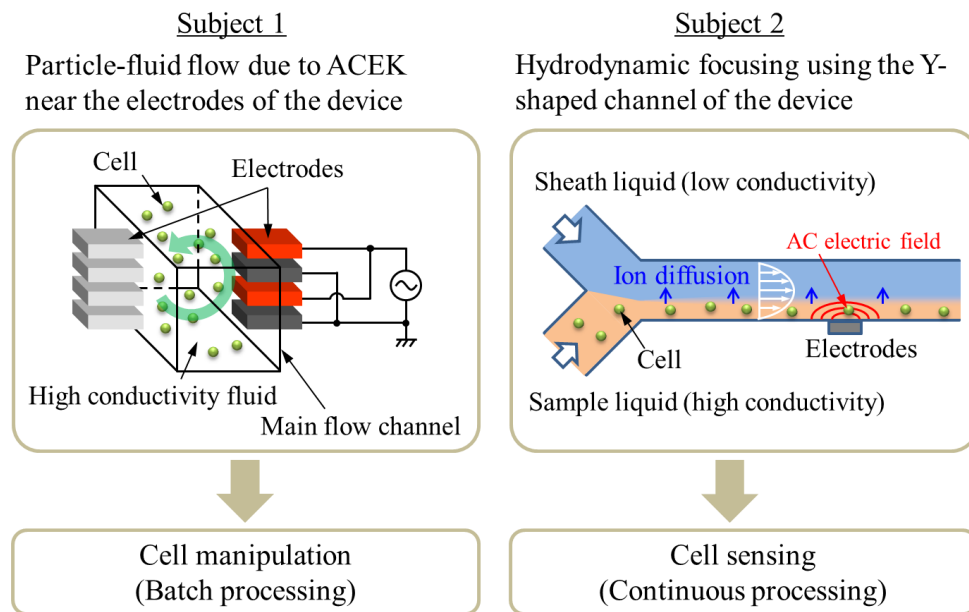 Subject 1
Particle-fluid flow due to ACEK
near the electrodes of the device
Cell
Electrodes
High conductivity fluid
Main flow channel
Cell manipulation
(Batch processing)
Subject 2
Hydrodynamic focusing using the Y-
shaped channel of the device
Sheath liquid (low conductivity)
AC electric field
Ion diffusion
Cell
Electrodes
Sample liquid (high conductivity)
Cell sensing
(Continuous processing)